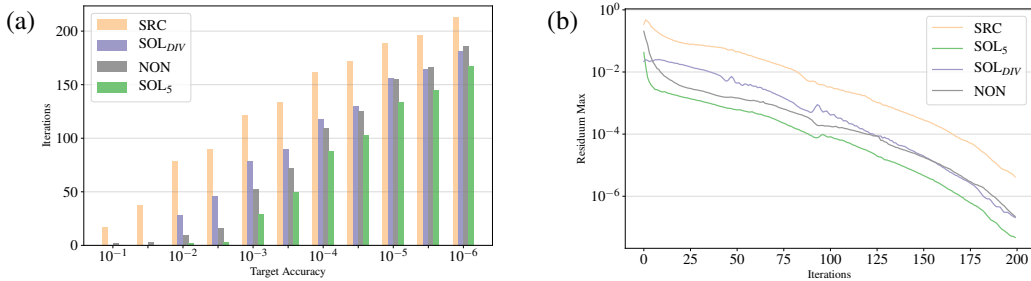 (a)
200
150
100
50
0
Iterations
SRC
SOL_DIV
NON
SOL_5
10^−1
10^−2
10^−3
10^−4
10^−5
10^−6
Target Accuracy
(b)
10^0
10^−2
10^−4
10^−6
Residuum Max
SRC
SOL_5
SOL_DIV
NON
0
25
50
75
100
125
150
175
200
Iterations